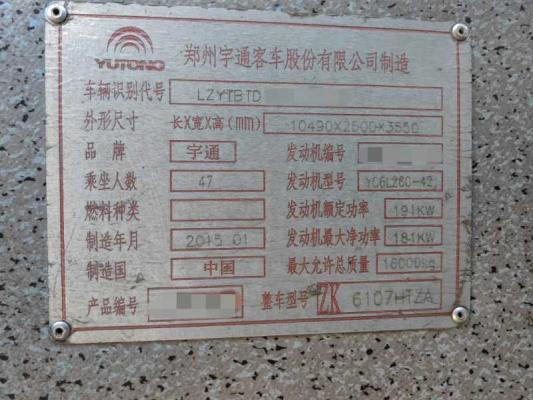 YUTONG 郑州宇通客车股份有限公司制造
车辆识别代号 LZYTBTD
外形尺寸 长X宽X高(mm) 10490X2500X3550
品牌 宇通 发动机编号
乘坐人数 47 发动机型号 YC6L280-42
燃料种类 发动机额定功率 191KW
制造年月 2015.01 发动机最大净功率 181KW
制造国 中国 最大允许总质量 16000kg
产品编号 整车型号 ZK 6107HTZA